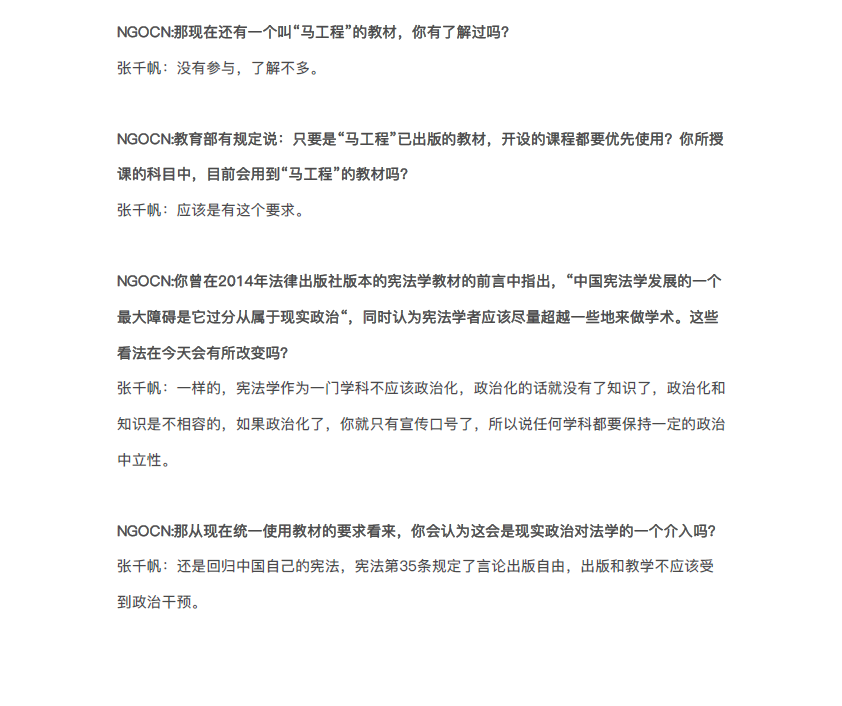 NGOCN:那现在还有一个叫“马工程”的教材，你有了解过吗？
张千帆：没有参与，了解不多。
NGOCN:教育部有规定说：只要是“马工程”已出版的教材，开设的课程都要优先使用？你所授
课的科目中，目前会用到“马工程”的教材吗？
张千帆：应该是有这个要求。
NGOCN:你曾在2014年法律出版社版本的宪法学教材的前言中指出，“中国宪法学发展的一个
最大障碍是它过分从属于现实政治“，同时认为宪法学者应该尽量超越一些地来做学术。这些
看法在今天会有所改变吗?
张千帆：一样的，宪法学作为一门学科不应该政治化，政治化的话就没有了知识了，政治化和
知识是不相容的，如果政治化了，你就只有宣传口号了，所以说任何学科都要保持一定的政治
中立性。
NGOCN:那从现在统一使用教材的要求看来，你会认为这会是现实政治对法学的一个介入吗？
张千帆：还是回归中国自己的宪法，宪法第35条规定了言论出版自由，出版和教学不应该受
到政治干预。